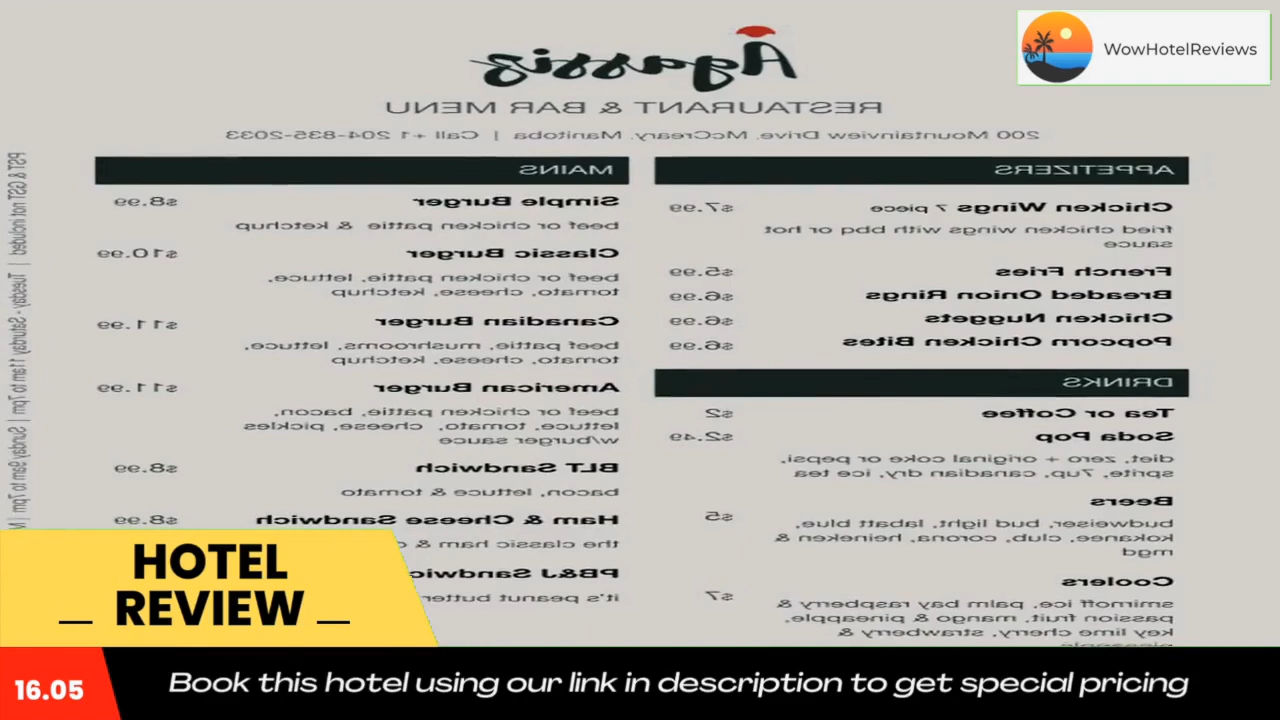 WowHotelReviews
Agassiz
RESTAURANT & BAR MENU
200 Mountainview Drive, McCreary, Manitoba | Call +1 204-835-2033
APPETIZERS
Chicken Wings 7 piece $7.99
fried chicken wings with bbq or hot
sauce
French Fries $5.99
Breaded Onion Rings $6.99
Chicken Nuggets $6.99
Popcorn Chicken Bites $6.99
DRINKS
Tea or Coffee $2
Soda Pop $2.49
diet, zero + original coke or pepsi,
sprite, 7up, canadian dry, ice tea
Beers $5
budweiser, bud light, labatt blue,
kokanee, club, corona, heineken &
mgd
Coolers $7
smirnoff ice, palm bay raspberry &
passion fruit, mango & pineapple,
key lime cherry, strawberry &
pineapple
MAINS
Simple Burger $8.99
beef or chicken pattie & ketchup
Classic Burger $10.99
beef or chicken pattie, lettuce,
tomato, cheese, ketchup
Canadian Burger $11.99
beef pattie, mushrooms, lettuce,
tomato, cheese, ketchup
American Burger $11.99
beef or chicken pattie, bacon,
lettuce, tomato, cheese, pickles
w/burger sauce
BLT Sandwich $8.99
bacon, lettuce & tomato
Ham & Cheese Sandwich $8.99
the classic ham &
PB&J
it's peanut butter
PST & GST not included | Tuesday - Saturday 11am to 7pm | Sunday 9am to 7pm |
HOTEL
REVIEW
16.05
Book this hotel using our link in description to get special pricing